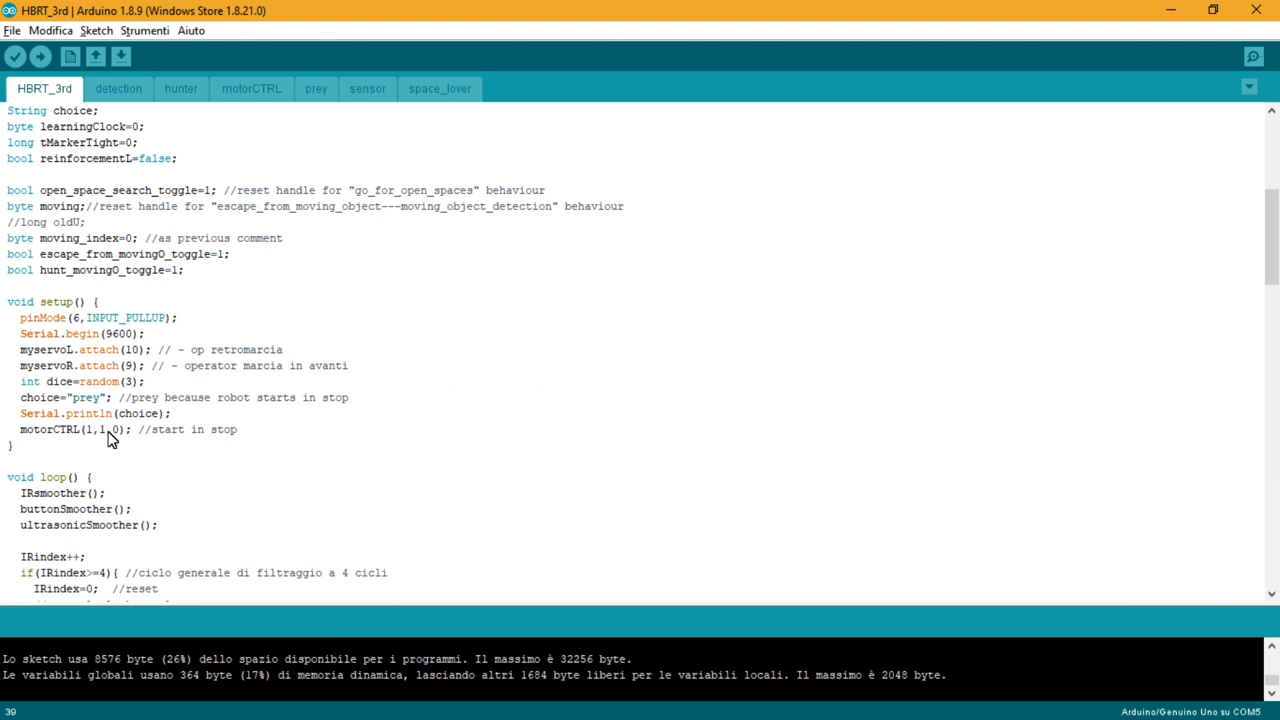 HBRT_3rd | Arduino 1.8.9 (Windows Store 1.8.21.0)
File Modifica Sketch Strumenti Aiuto
HBRT_3rd detection hunter motorCTRL prey sensor space_lover
String choice;
byte learningClock=0;
long tMarkerTight=0;
bool reinforcementL=false;
bool open_space_search_toggle=1; //reset handle for "go_for_open_spaces" behaviour
byte moving;//reset handle for "escape_from_moving_object---moving_object_detection" behaviour
//long oldU;
byte moving_index=0; //as previous comment
bool escape_from_movingO_toggle=1;
bool hunt_movingO_toggle=1;
void setup() {
pinMode(6,INPUT_PULLUP);
Serial.begin(9600);
myservoL.attach(10); // - op retromarcia
myservoR.attach(9); // - operator marcia in avanti
int dice=random(3);
choice="prey"; //prey because robot starts in stop
Serial.println(choice);
motorCTRL(1,1,0); //start in stop
}
void loop() {
IRsmoother();
buttonSmoother();
ultrasonicSmoother();
IRindex++;
if(IRindex>=4){ //ciclo generale di filtraggio a 4 cicli
IRindex=0; //reset
Lo sketch usa 8576 byte (26%) dello spazio disponibile per i programmi. Il massimo è 32256 byte.
Le variabili globali usano 364 byte (17%) di memoria dinamica, lasciando altri 1684 byte liberi per le variabili locali. Il massimo è 2048 byte.
39 Arduino/Genuino Uno su COM5